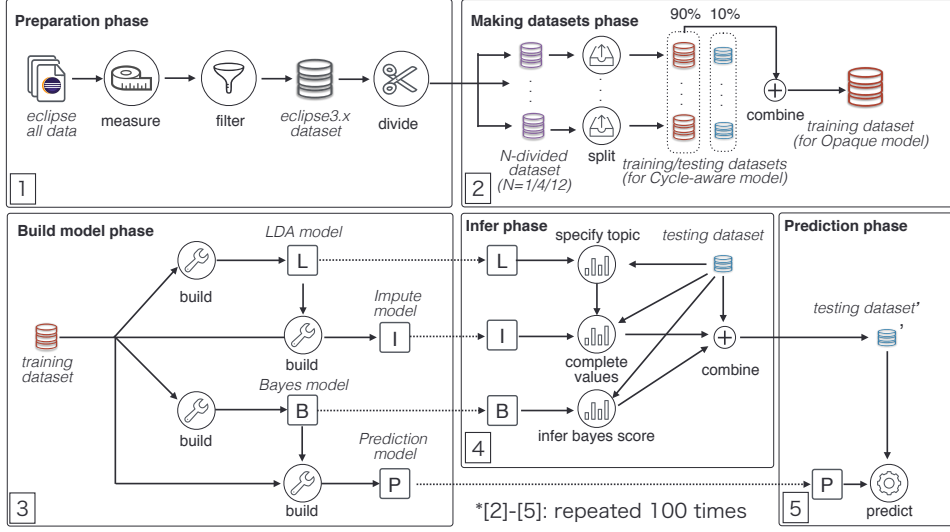 Preparation phase
eclipse
all data
measure
filter
eclipse3.x
dataset
divide
1
Making datasets phase
90%
10%
N-divided
dataset
(N=1/4/12)
split
training/testing datasets
(for Cycle-aware model)
combine
training dataset
(for Opaque model)
2
Build model phase
training
dataset
build
LDA model
L
build
Impute
model
I
build
Bayes model
B
build
Prediction
model
P
3
Infer phase
L
specify topic
testing dataset
I
complete
values
combine
B
infer bayes score
4
Prediction phase
testing dataset'
,
P
predict
5
*[2]-[5]: repeated 100 times